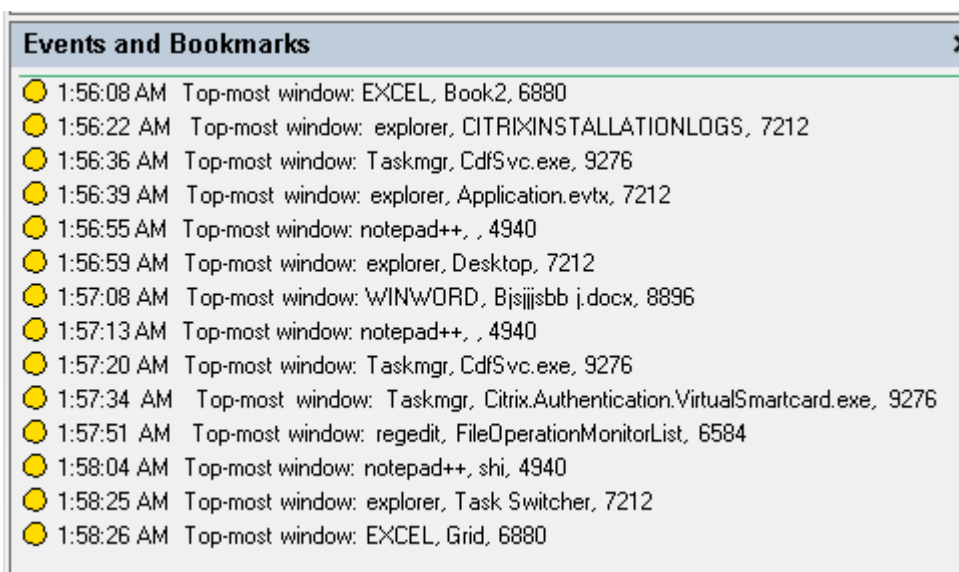 Events and Bookmarks
1:56:08 AM Top-most window: EXCEL, Book2, 6880
1:56:22 AM Top-most window: explorer, CITRIXINSTALLATIONLOGS, 7212
1:56:36 AM Top-most window: Taskmgr, CdfSvc.exe, 9276
1:56:39 AM Top-most window: explorer, Application.evtx, 7212
1:56:55 AM Top-most window: notepad++, , 4940
1:56:59 AM Top-most window: explorer, Desktop, 7212
1:57:08 AM Top-most window: WINWORD, Bjsjjjsbb j.docx, 8896
1:57:13 AM Top-most window: notepad++, , 4940
1:57:20 AM Top-most window: Taskmgr, CdfSvc.exe, 9276
1:57:34 AM Top-most window: Taskmgr, Citrix.Authentication.VirtualSmartcard.exe, 9276
1:57:51 AM Top-most window: regedit, FileOperationMonitorList, 6584
1:58:04 AM Top-most window: notepad++, shi, 4940
1:58:25 AM Top-most window: explorer, Task Switcher, 7212
1:58:26 AM Top-most window: EXCEL, Grid, 6880